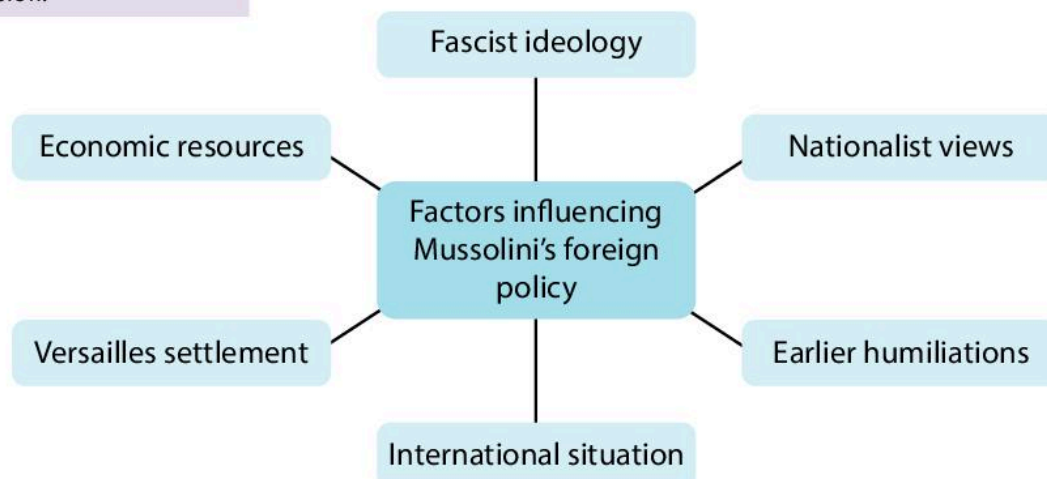 Fascist ideology
Economic resources
Nationalist views
Factors influencing
Mussolini's foreign
policy
Versailles settlement
Earlier humiliations
International situation